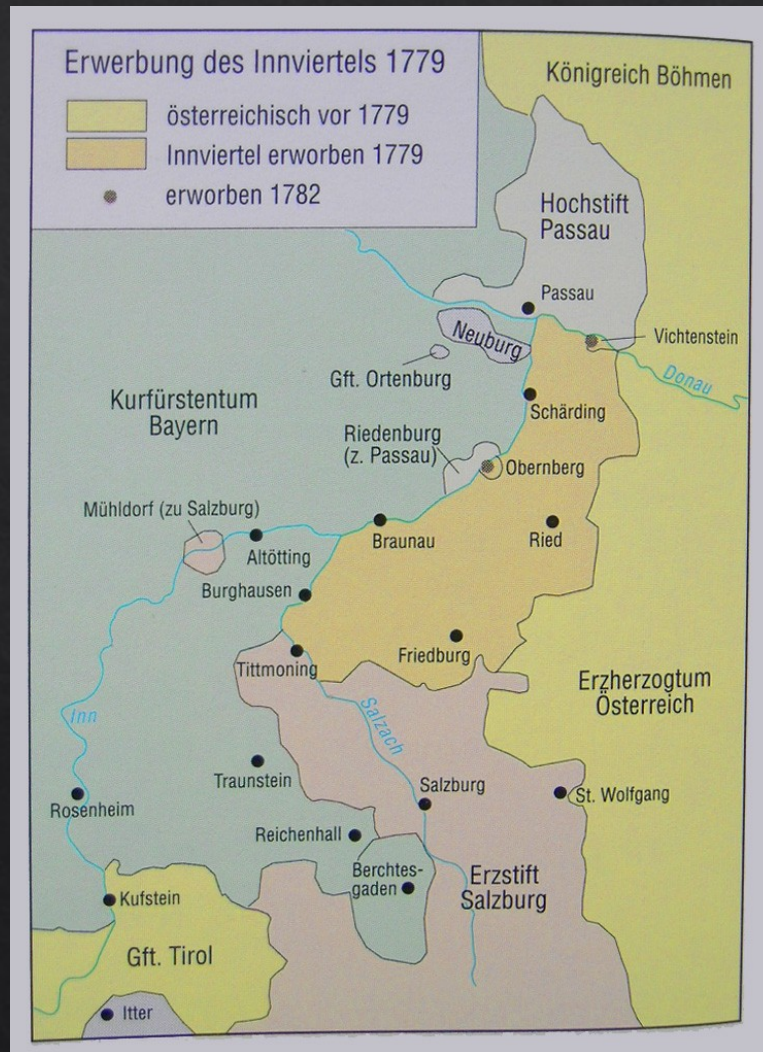 Erwerbung des Innviertels 1779
österreichisch vor 1779
Innviertel erworben 1779
erworben 1782
Königreich Böhmen
Hochstift
Passau
Passau
Neuburg
Vichtenstein
Gft. Ortenburg
Donau
Kurfürstentum
Bayern
Schärding
Riedenburg
(z. Passau)
Obernberg
Mühldorf (zu Salzburg)
Altötting
Braunau
Ried
Burghausen
Tittmoning
Friedburg
Erzherzogtum
Österreich
Inn
Salzach
Traunstein
Rosenheim
Salzburg
St. Wolfgang
Reichenhall
Berchtes-
gaden
Erzstift
Salzburg
Kufstein
Gft. Tirol
Itter